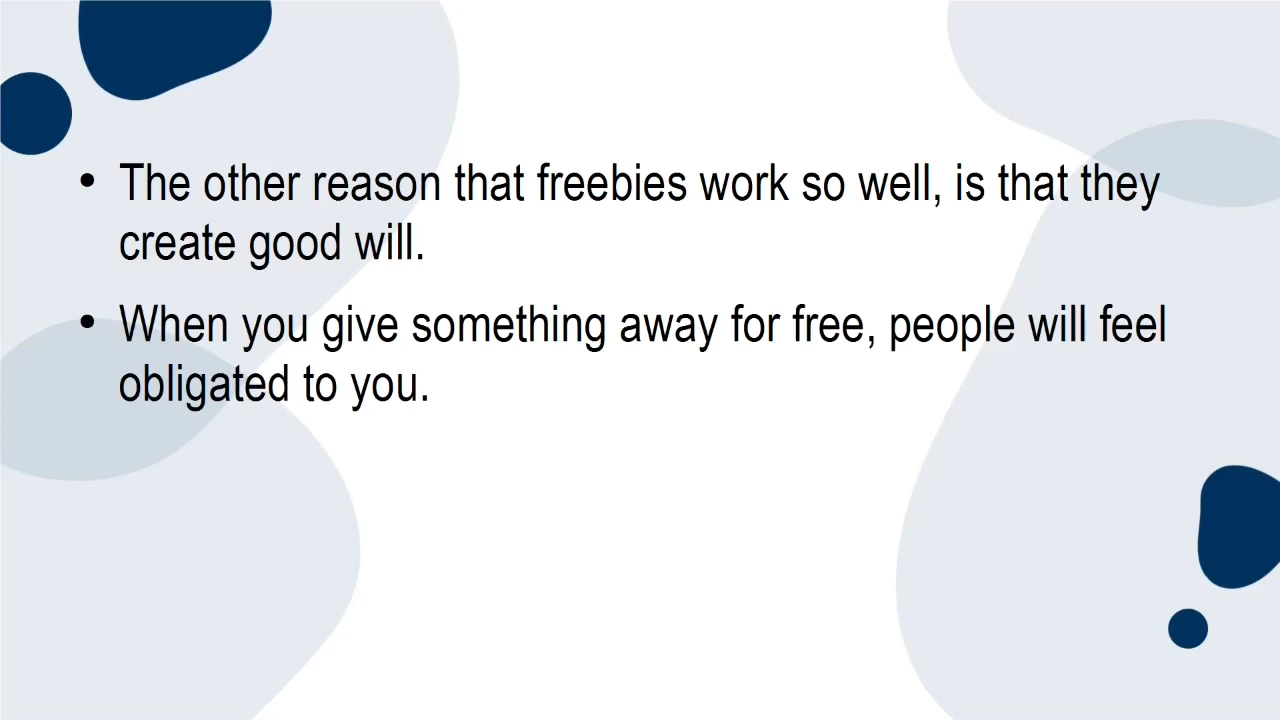 • The other reason that freebies work so well, is that they
create good will.
• When you give something away for free, people will feel
obligated to you.